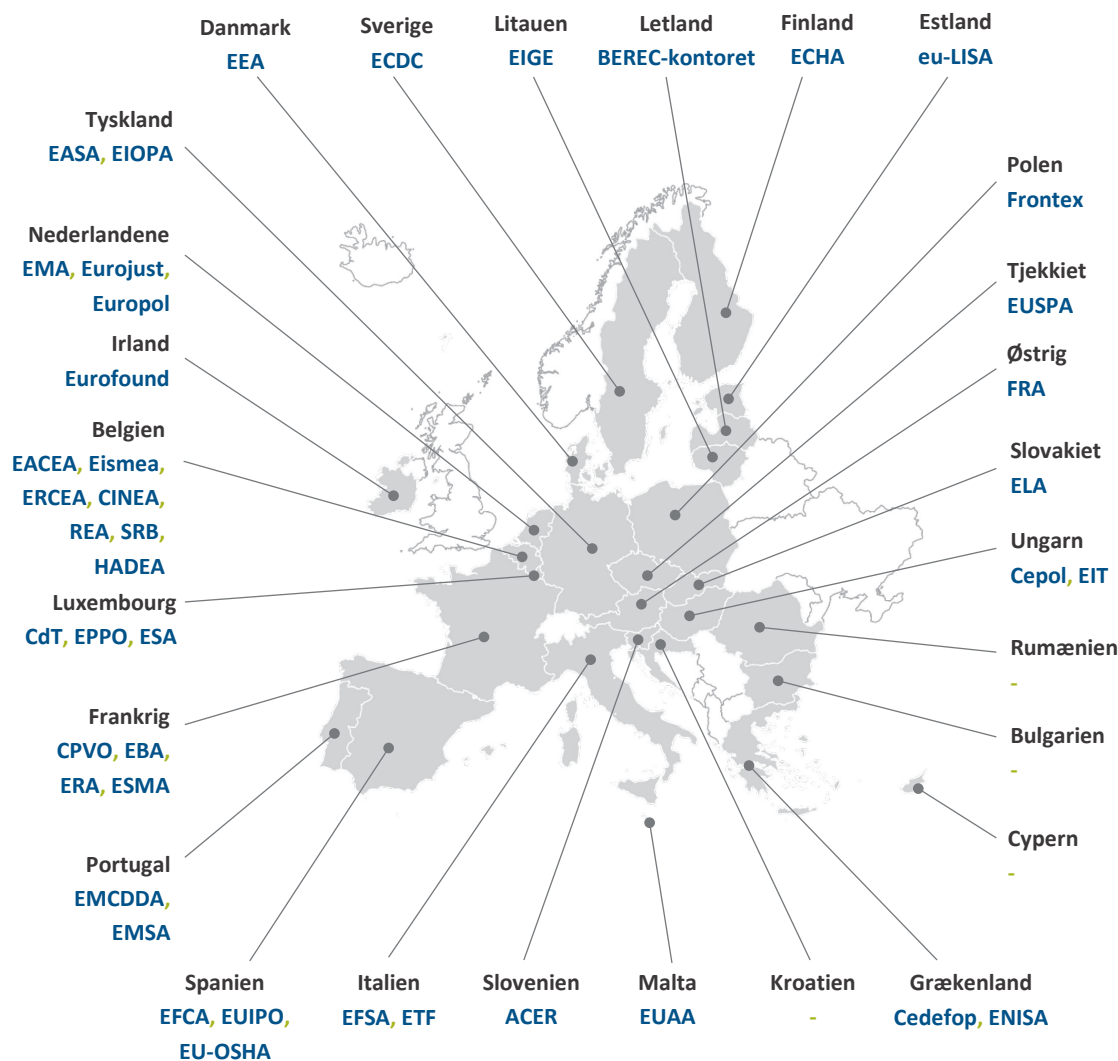 Danmark
EEA
Sverige
ECDC
Litauen
EIGE
Letland
BEREC-kontoret
Finland
ECHA
Estland
eu-LISA
Tyskland
EASA, EIOPA
Nederlandene
EMA, Eurojust,
Europol
Irland
Eurofound
Belgien
EACEA, Eismea,
ERCEA, CINEA,
REA, SRB,
HADEA
Luxembourg
CdT, EPPO, ESA
Frankrig
CPVO, EBA,
ERA, ESMA
Portugal
EMCDDA,
EMSA
Polen
Frontex
Tjekkiet
EUSPA
Østrig
FRA
Slovakiet
ELA
Ungarn
Cepol, EIT
Rumænien
-
Bulgarien
-
Cypern
-
Spanien
EFCA, EUIPO,
EU-OSHA
Italien
EFSA, ETF
Slovenien
ACER
Malta
EUAA
Kroatien
-
Grækenland
Cedefop, ENISA